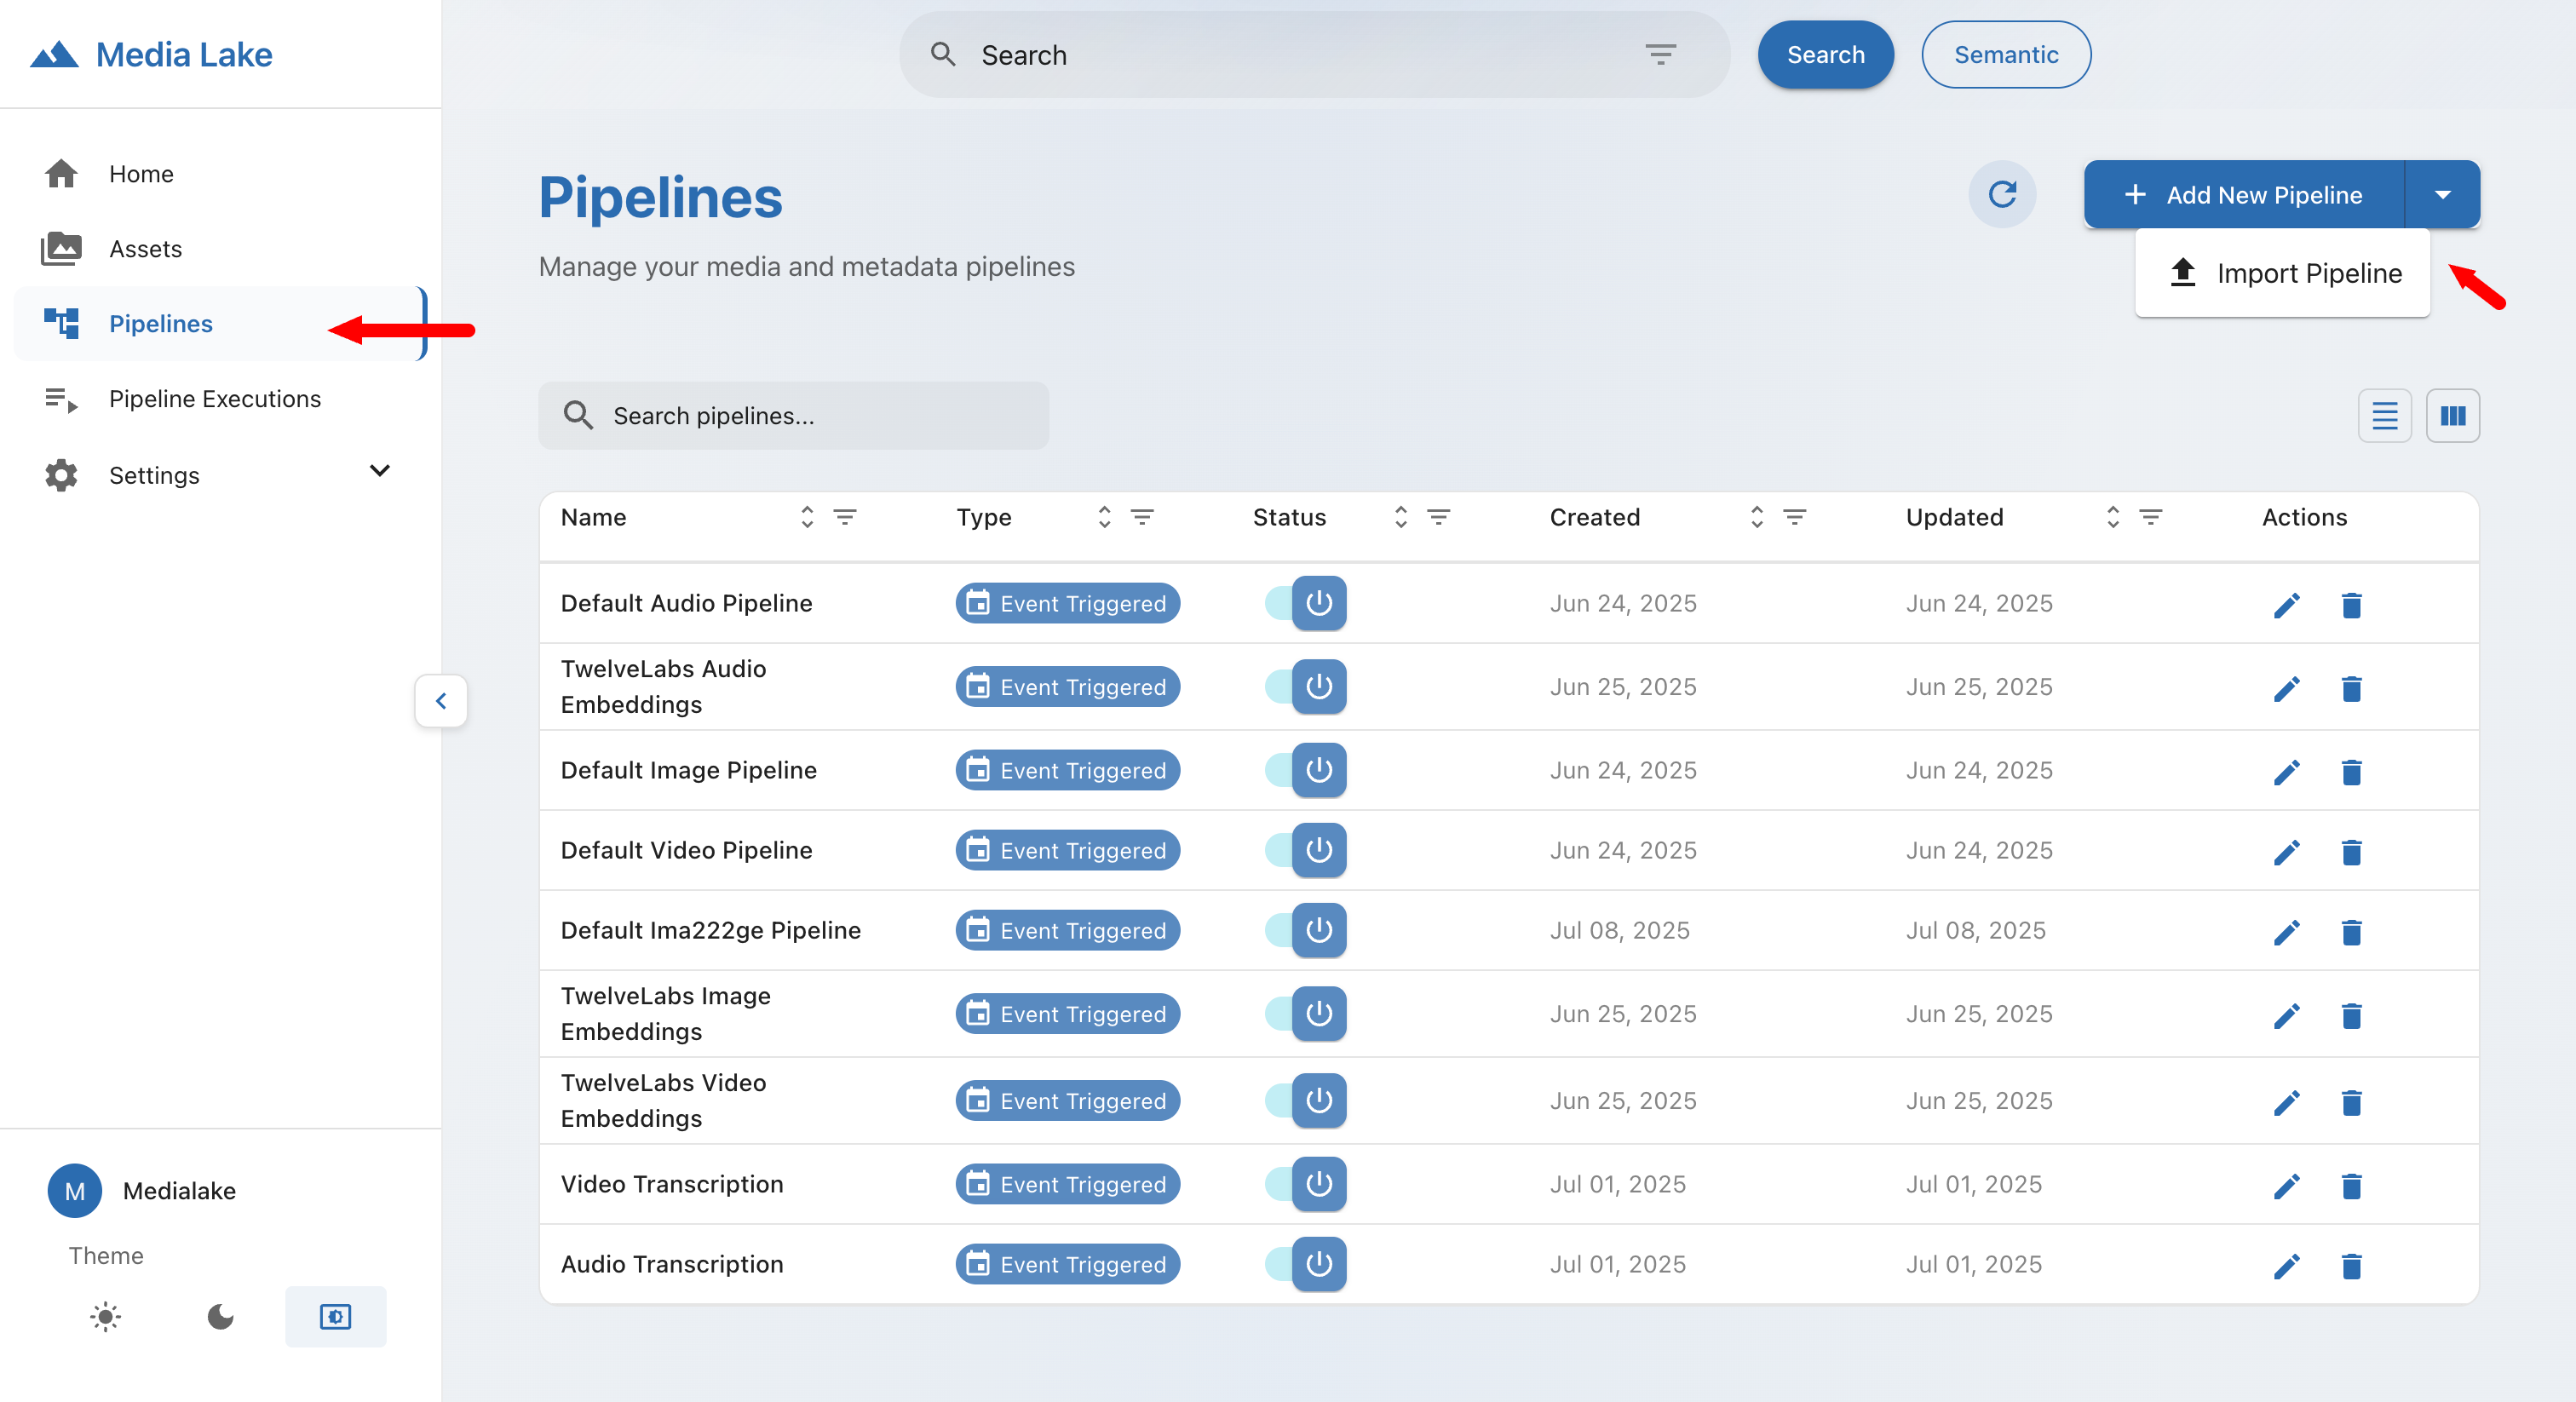 Media Lake
Search
Search
Semantic
Home
Assets
Pipelines
Pipeline Executions
Settings
Pipelines
Manage your media and metadata pipelines
Add New Pipeline
Import Pipeline
Search pipelines...
Name Type Status Created Updated Actions
Default Audio Pipeline Event Triggered Jun 24, 2025 Jun 24, 2025
TwelveLabs Audio
Embeddings Event Triggered Jun 25, 2025 Jun 25, 2025
Default Image Pipeline Event Triggered Jun 24, 2025 Jun 24, 2025
Default Video Pipeline Event Triggered Jun 24, 2025 Jun 24, 2025
Default Ima222ge Pipeline Event Triggered Jul 08, 2025 Jul 08, 2025
TwelveLabs Image
Embeddings Event Triggered Jun 25, 2025 Jun 25, 2025
TwelveLabs Video
Embeddings Event Triggered Jun 25, 2025 Jun 25, 2025
Video Transcription Event Triggered Jul 01, 2025 Jul 01, 2025
Audio Transcription Event Triggered Jul 01, 2025 Jul 01, 2025
M Medialake
Theme